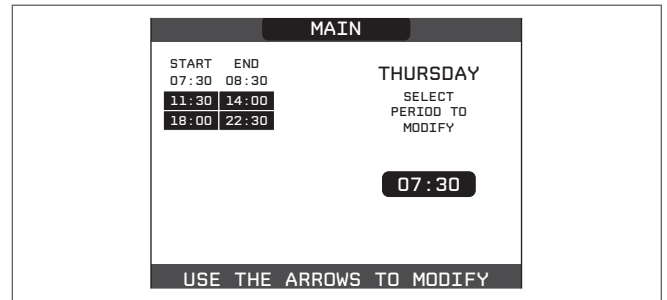 MAIN
START END
07:30 08:30
11:30 14:00
18:00 22:30
THURSDAY
SELECT
PERIOD TO
MODIFY
07:30
USE THE ARROWS TO MODIFY